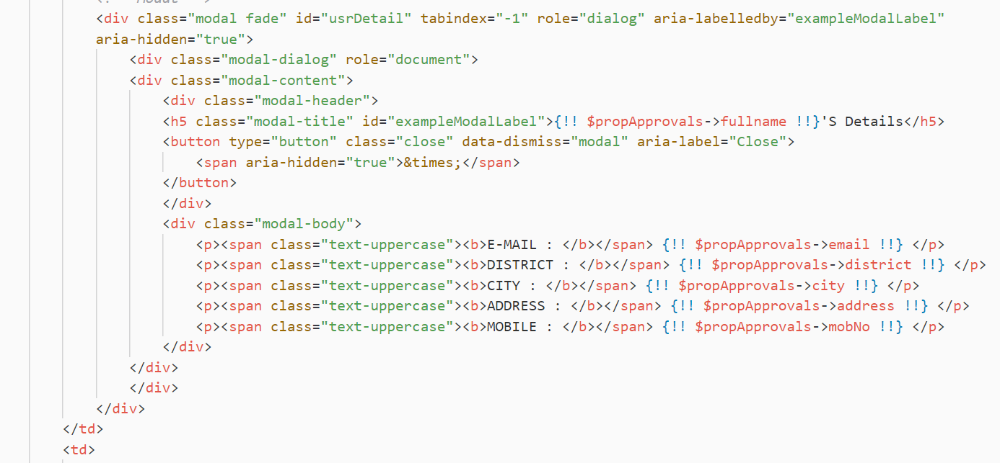 <div class="modal fade" id="usrDetail" tabindex="-1" role="dialog" aria-labelledby="exampleModalLabel"
aria-hidden="true">
<div class="modal-dialog" role="document">
<div class="modal-content">
<div class="modal-header">
<h5 class="modal-title" id="exampleModalLabel">{!! $propApprovals->fullname !!}'S Details</h5>
<button type="button" class="close" data-dismiss="modal" aria-label="Close">
<span aria-hidden="true">&times;</span>
</button>
</div>
<div class="modal-body">
<p><span class="text-uppercase"><b>E-MAIL : </b></span> {!! $propApprovals->email !!} </p>
<p><span class="text-uppercase"><b>DISTRICT : </b></span> {!! $propApprovals->district !!} </p>
<p><span class="text-uppercase"><b>CITY : </b></span> {!! $propApprovals->city !!} </p>
<p><span class="text-uppercase"><b>ADDRESS : </b></span> {!! $propApprovals->address !!} </p>
<p><span class="text-uppercase"><b>MOBILE : </b></span> {!! $propApprovals->mobNo !!} </p>
</div>
</div>
</div>
</div>
</td>
<td>